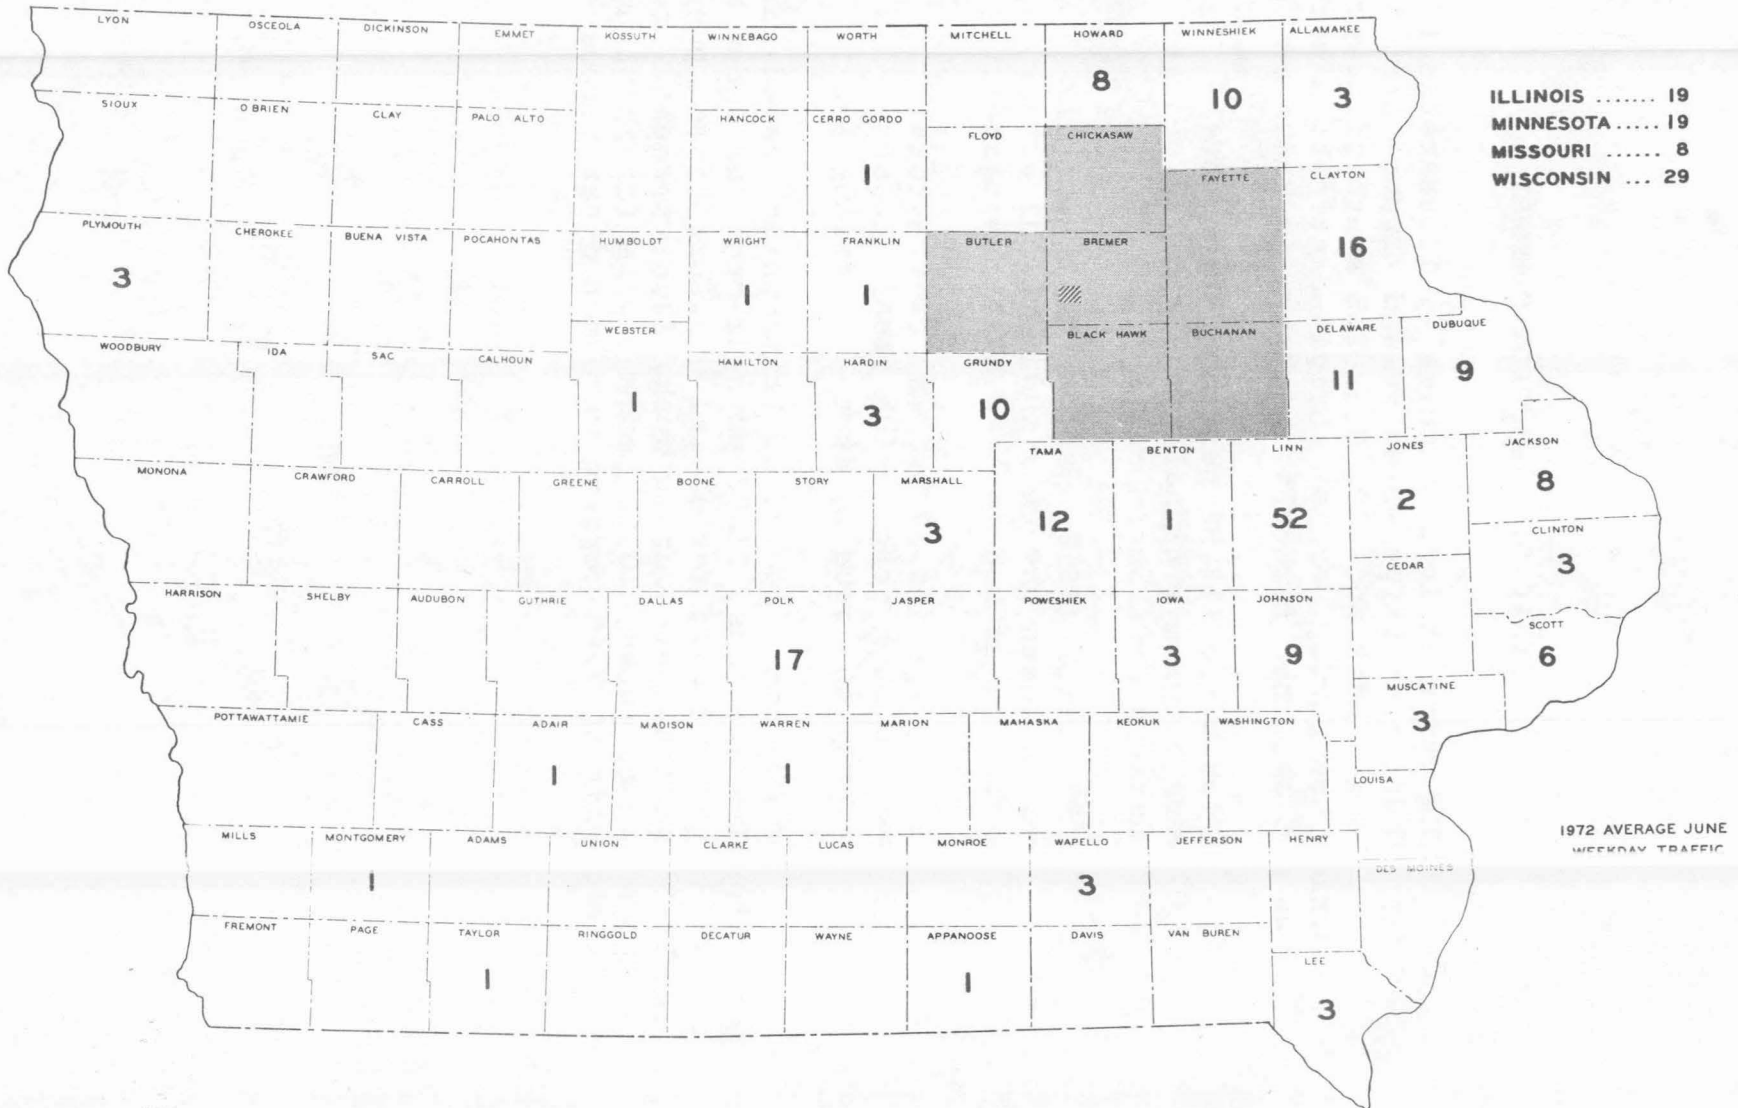 LYON OSCEOLA DICKINSON EMMET KOSSUTH WINNEBAGO WORTH MITCHELL HOWARD WINNESHIEK ALLAMAKEE
8 10 3
ILLINOIS ....... 19
MINNESOTA ..... 19
MISSOURI ...... 8
WISCONSIN ... 29
SIOUX O BRIEN CLAY PALO ALTO HANCOCK CERRO GORDO FLOYD CHICKASAW FAYETTE CLAYTON
1 16
PLYMOUTH CHEROKEE BUENA VISTA POCAHONTAS HUMBOLDT WRIGHT FRANKLIN BUTLER BREMER
3 1 1
WOODBURY IDA SAC CALHOUN WEBSTER HAMILTON HARDIN GRUNDY BLACK HAWK BUCHANAN DELAWARE DUBUQUE
1 3 10 11 9
MONONA CRAWFORD CARROLL GREENE BOONE STORY MARSHALL TAMA BENTON LINN JONES JACKSON
3 12 1 52 2 8
CLINTON
3
HARRISON SHELBY AUDUBON GUTHRIE DALLAS POLK JASPER POWESHIEK IOWA JOHNSON CEDAR SCOTT
17 3 9 6
POTTAWATTAMIE CASS ADAIR MADISON WARREN MARION MAHASKA KEOKUK WASHINGTON MUSCATINE
1 1 3
LOUISA
MILLS MONTGOMERY ADAMS UNION CLARKE LUCAS MONROE WAPELLO JEFFERSON HENRY DES MOINES
1 3
1972 AVERAGE JUNE
WEEKDAY TRAFFIC
FREMONT PAGE TAYLOR RINGGOLD DECATUR WAYNE APPANOOSE DAVIS VAN BUREN LEE
1 1 3